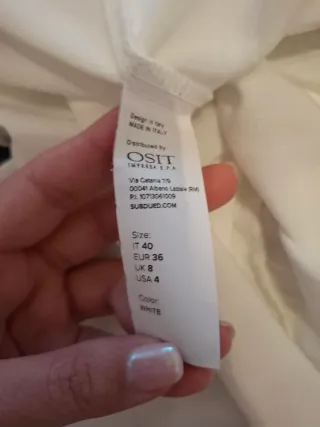 Design in Italy
MADE IN ITALY
Distributed by
OSIT
IMPRESE S.P.A.
Via Catania 7/9
00041 Albano Laziale (RM)
P.I. 10713061009
SUBDUED.COM
Size:
IT 40
EUR 36
UK 8
USA 4
Color:
WHITE